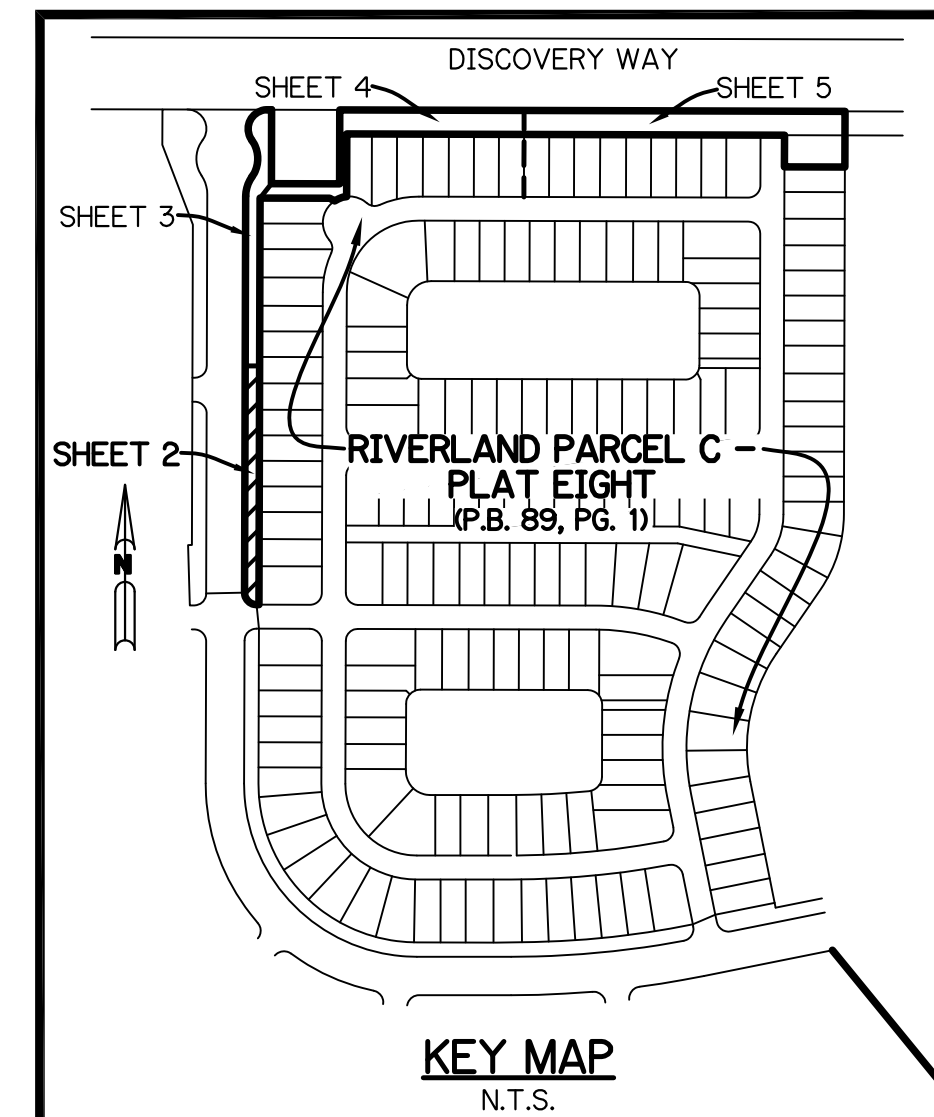 DISCOVERY WAY
SHEET 4
SHEET 5
SHEET 3
SHEET 2
RIVERLAND PARCEL C -
PLAT EIGHT
(P.B. 89, PG. 1)
N
KEY MAP
N.T.S.